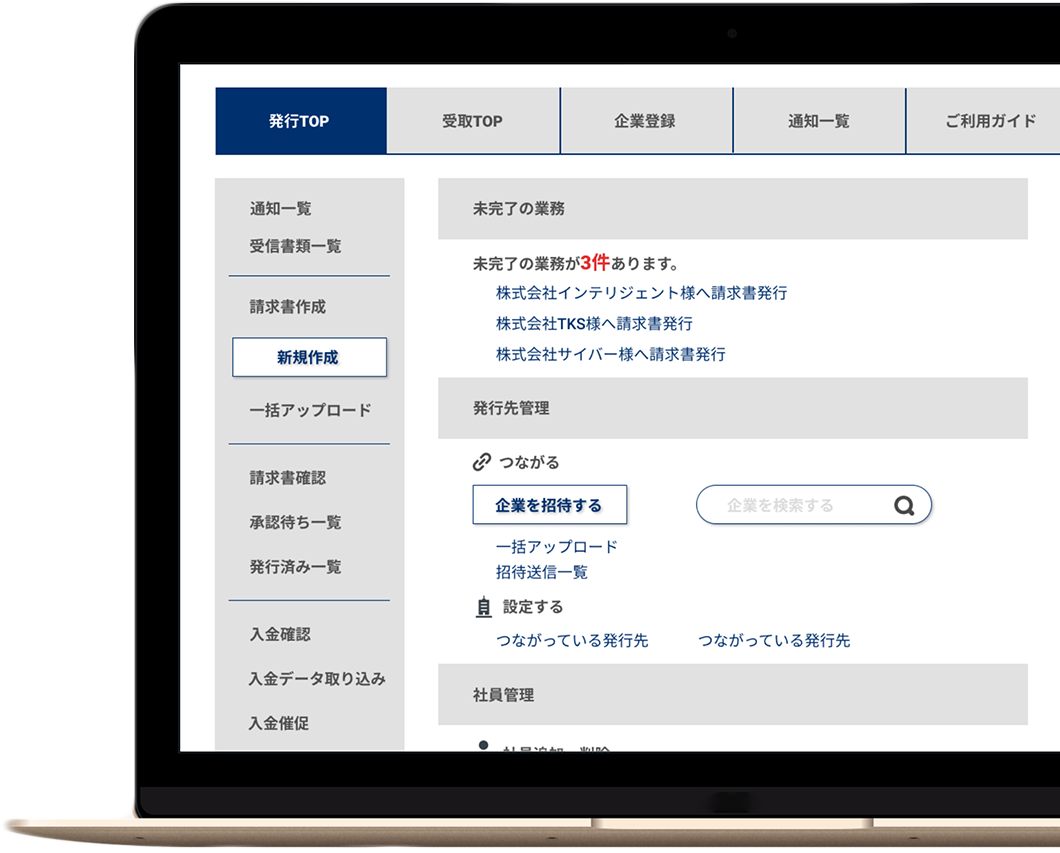 発行TOP
受取TOP
企業登録
通知一覧
ご利用ガイド
通知一覧
受信書類一覧
請求書作成
新規作成
一括アップロード
請求書確認
承認待ち一覧
発行済み一覧
入金確認
入金データ取り込み
入金催促
未完了の業務
未完了の業務が3件あります。
株式会社インテリジェント様へ請求書発行
株式会社TKS様へ請求書発行
株式会社サイバー様へ請求書発行
発行先管理
つながる
企業を招待する
企業を検索する
一括アップロード
招待送信一覧
設定する
つながっている発行先
つながっている発行先
社員管理